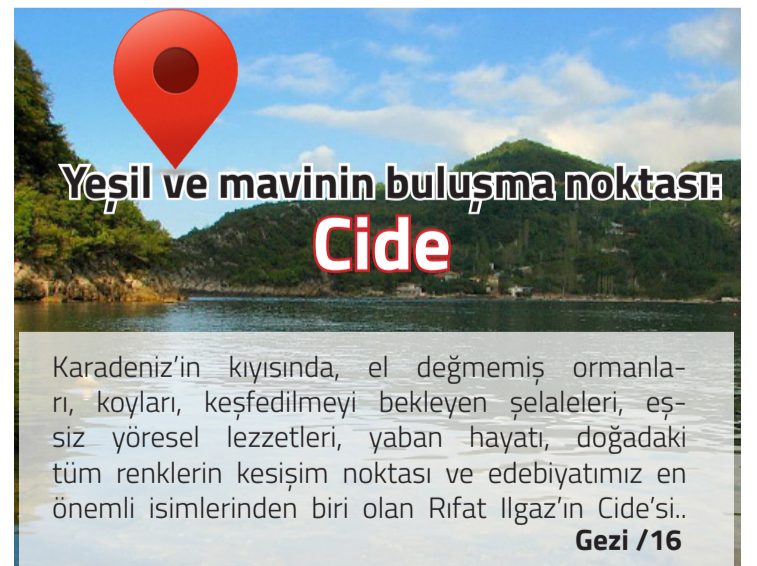 Yeşil ve mavinin buluşma noktası:
Cide
Karadeniz’in kıyısında, el değmemiş ormanla-
rı, koyları, keşfedilmeyi bekleyen şelaleleri, eş-
siz yöresel lezzetleri, yaban hayatı, doğadaki
tüm renklerin kesişim noktası ve edebiyatımız en
önemli isimlerinden biri olan Rıfat Ilgaz’ın Cide’si..
Gezi /16